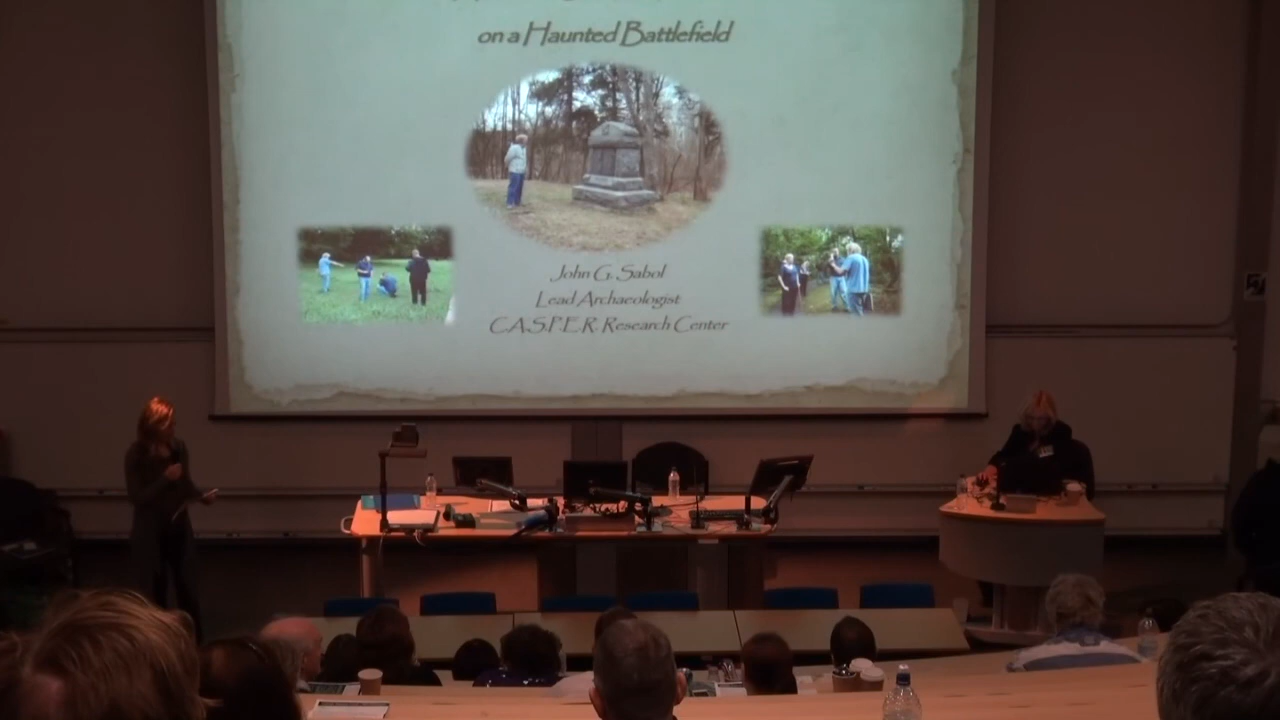 on a Haunted Battlefield
John G. Sabol
Lead Archaeologist
C.A.S.P.E.R. Research Center